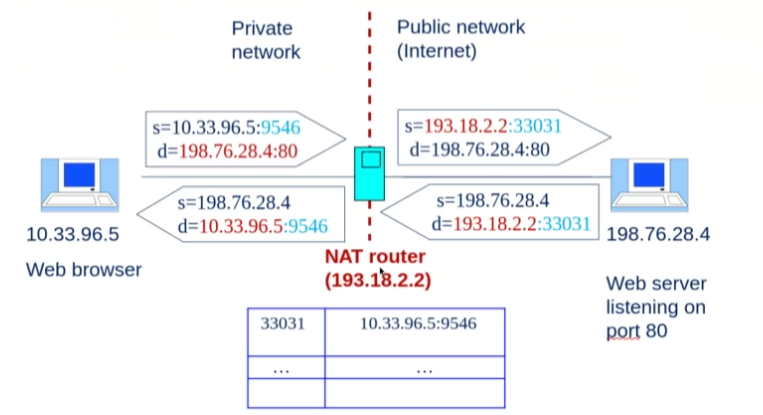 Private
network
Public network
(Internet)
s=10.33.96.5:9546
d=198.76.28.4:80
s=193.18.2.2:33031
d=198.76.28.4:80
s=198.76.28.4
d=10.33.96.5:9546
s=198.76.28.4
d=193.18.2.2:33031
10.33.96.5
Web browser
198.76.28.4
NAT router
(193.18.2.2)
Web server
listening on
port 80
33031 10.33.96.5:9546
... ...